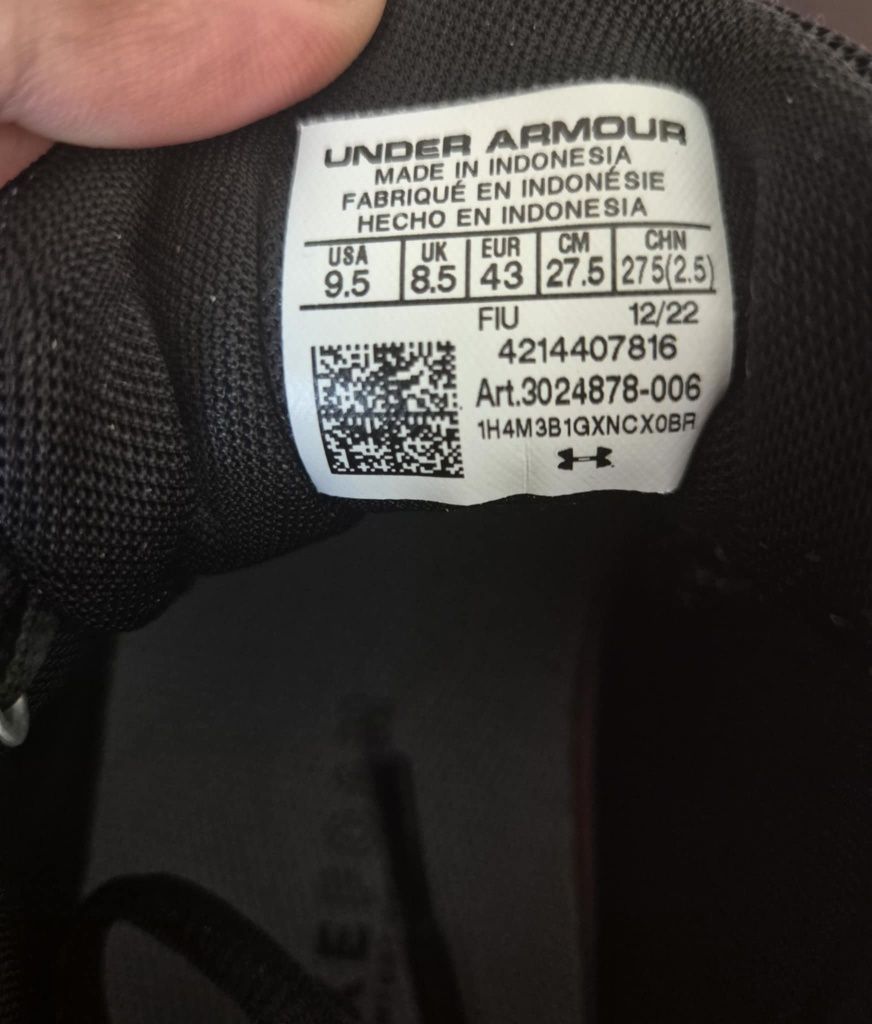 UNDER ARMOUR
MADE IN INDONESIA
FABRIQUÉ EN INDONÉSIE
HECHO EN INDONESIA
USA UK EUR CM CHN
9.5 8.5 43 27.5 275(2.5)
FIU 12/22
4214407816
Art.3024878-006
1H4M3B1GXNCX0BR